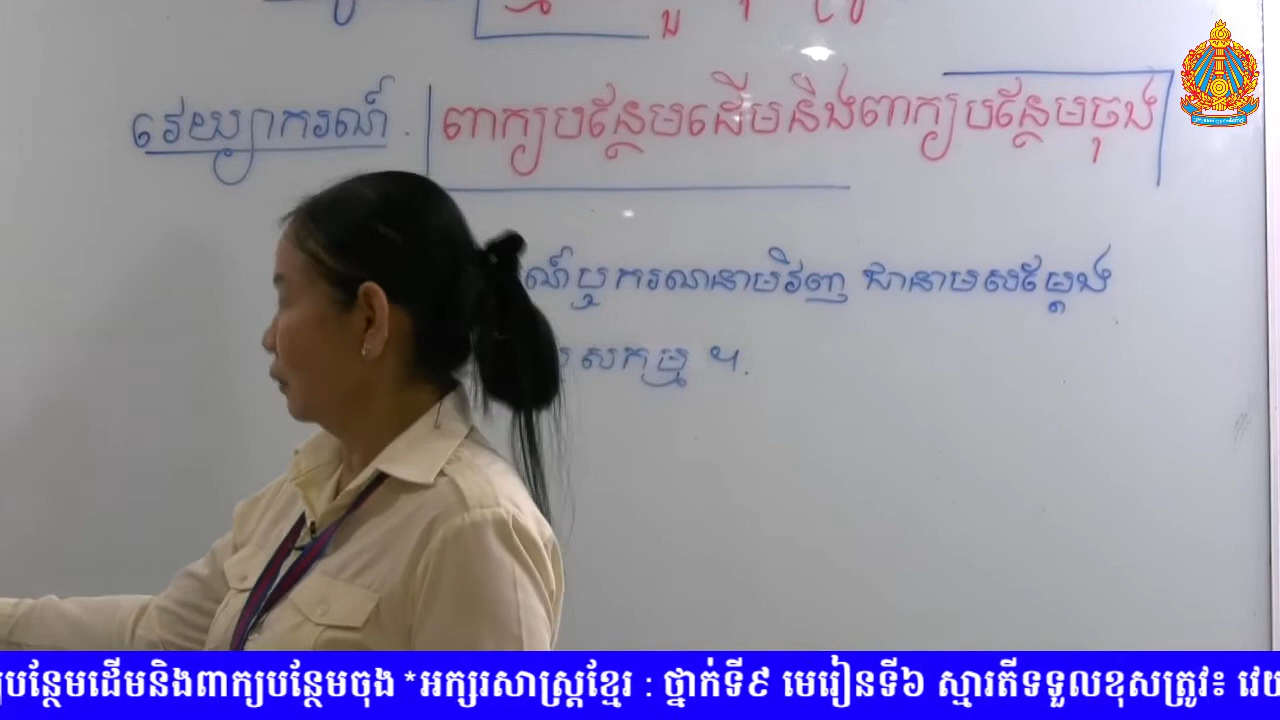 វេយ្យាករណ៍. ពាក្យបន្ថែមដើមនិងពាក្យបន្ថែមចុង
ណ៍ឬករណនាមវិញ ជានាមសម្ដែង
សកម្ម ។.
បន្ថែមដើមនិងពាក្យបន្ថែមចុង *អក្សរសាស្ត្រខ្មែរ : ថ្នាក់ទី៩ មេរៀនទី៦ ស្មារតីទទួលខុសត្រូវ៖ វេយ